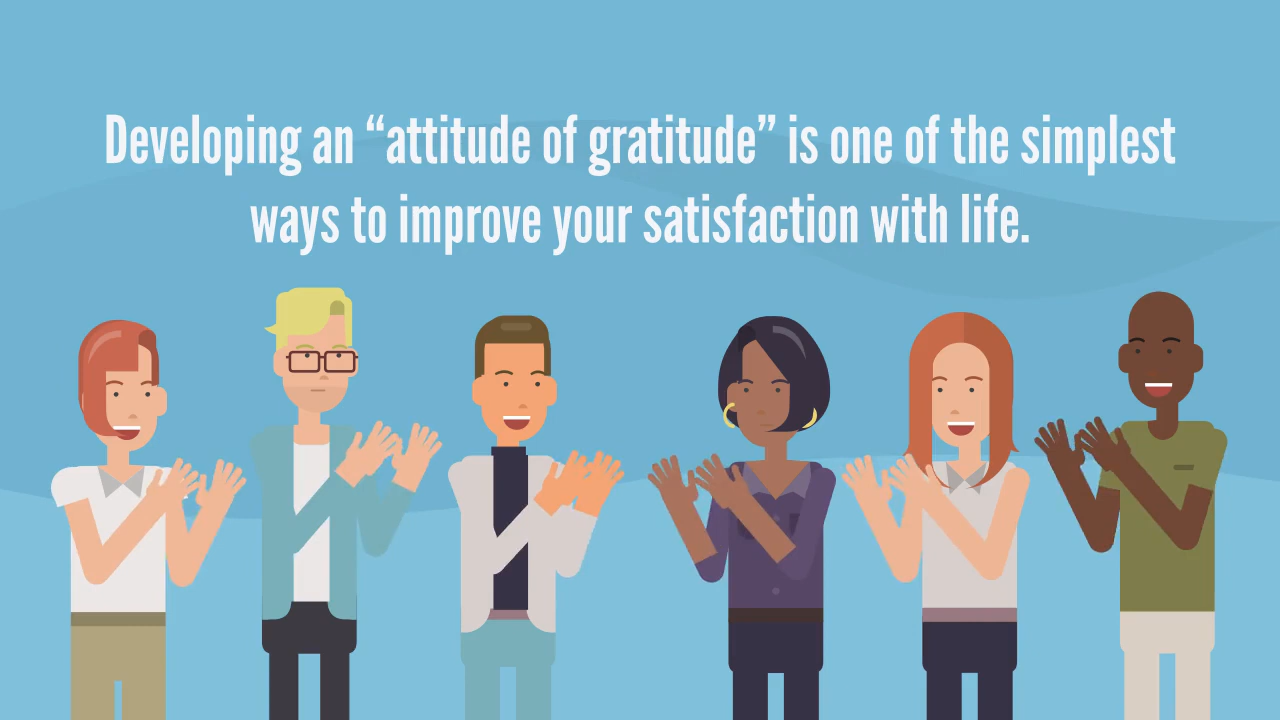 Developing an “attitude of gratitude” is one of the simplest
ways to improve your satisfaction with life.